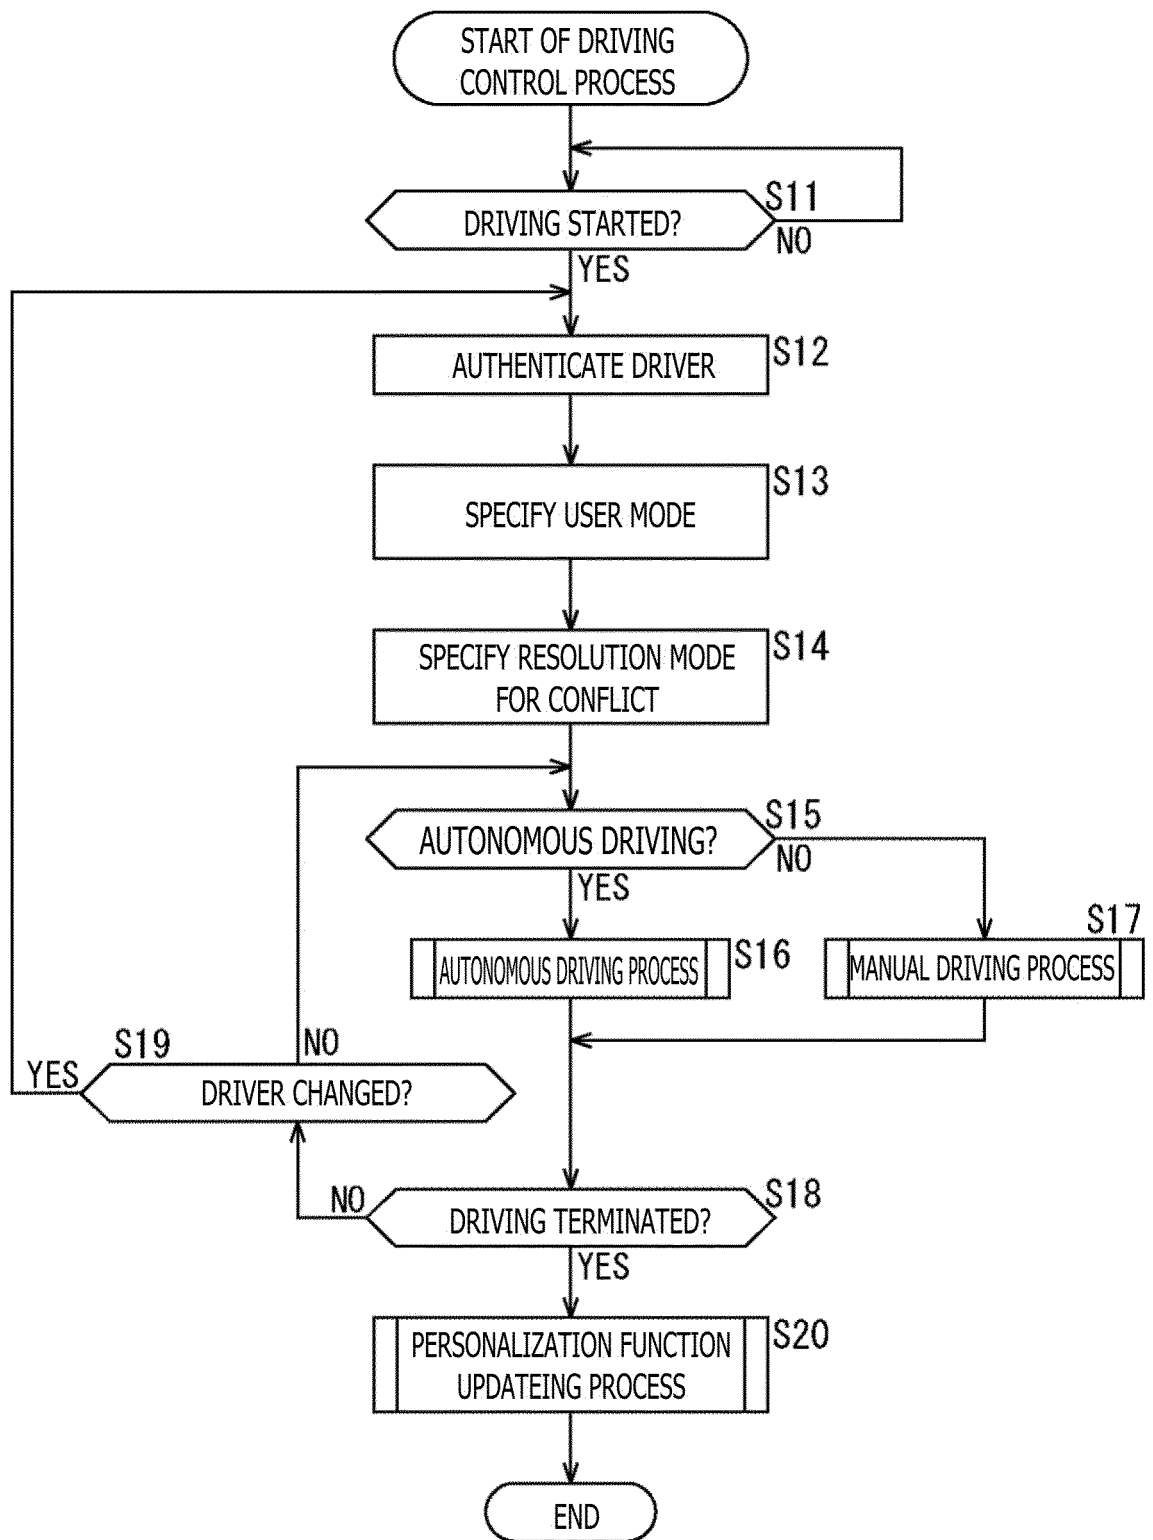 START OF DRIVING
CONTROL PROCESS
S11
DRIVING STARTED?
NO
YES
S12
AUTHENTICATE DRIVER
S13
SPECIFY USER MODE
S14
SPECIFY RESOLUTION MODE
FOR CONFLICT
S15
AUTONOMOUS DRIVING?
NO
YES
S16
AUTONOMOUS DRIVING PROCESS
S17
MANUAL DRIVING PROCESS
S19
NO
YES
DRIVER CHANGED?
S18
NO
DRIVING TERMINATED?
YES
S20
PERSONALIZATION FUNCTION
UPDATEING PROCESS
END